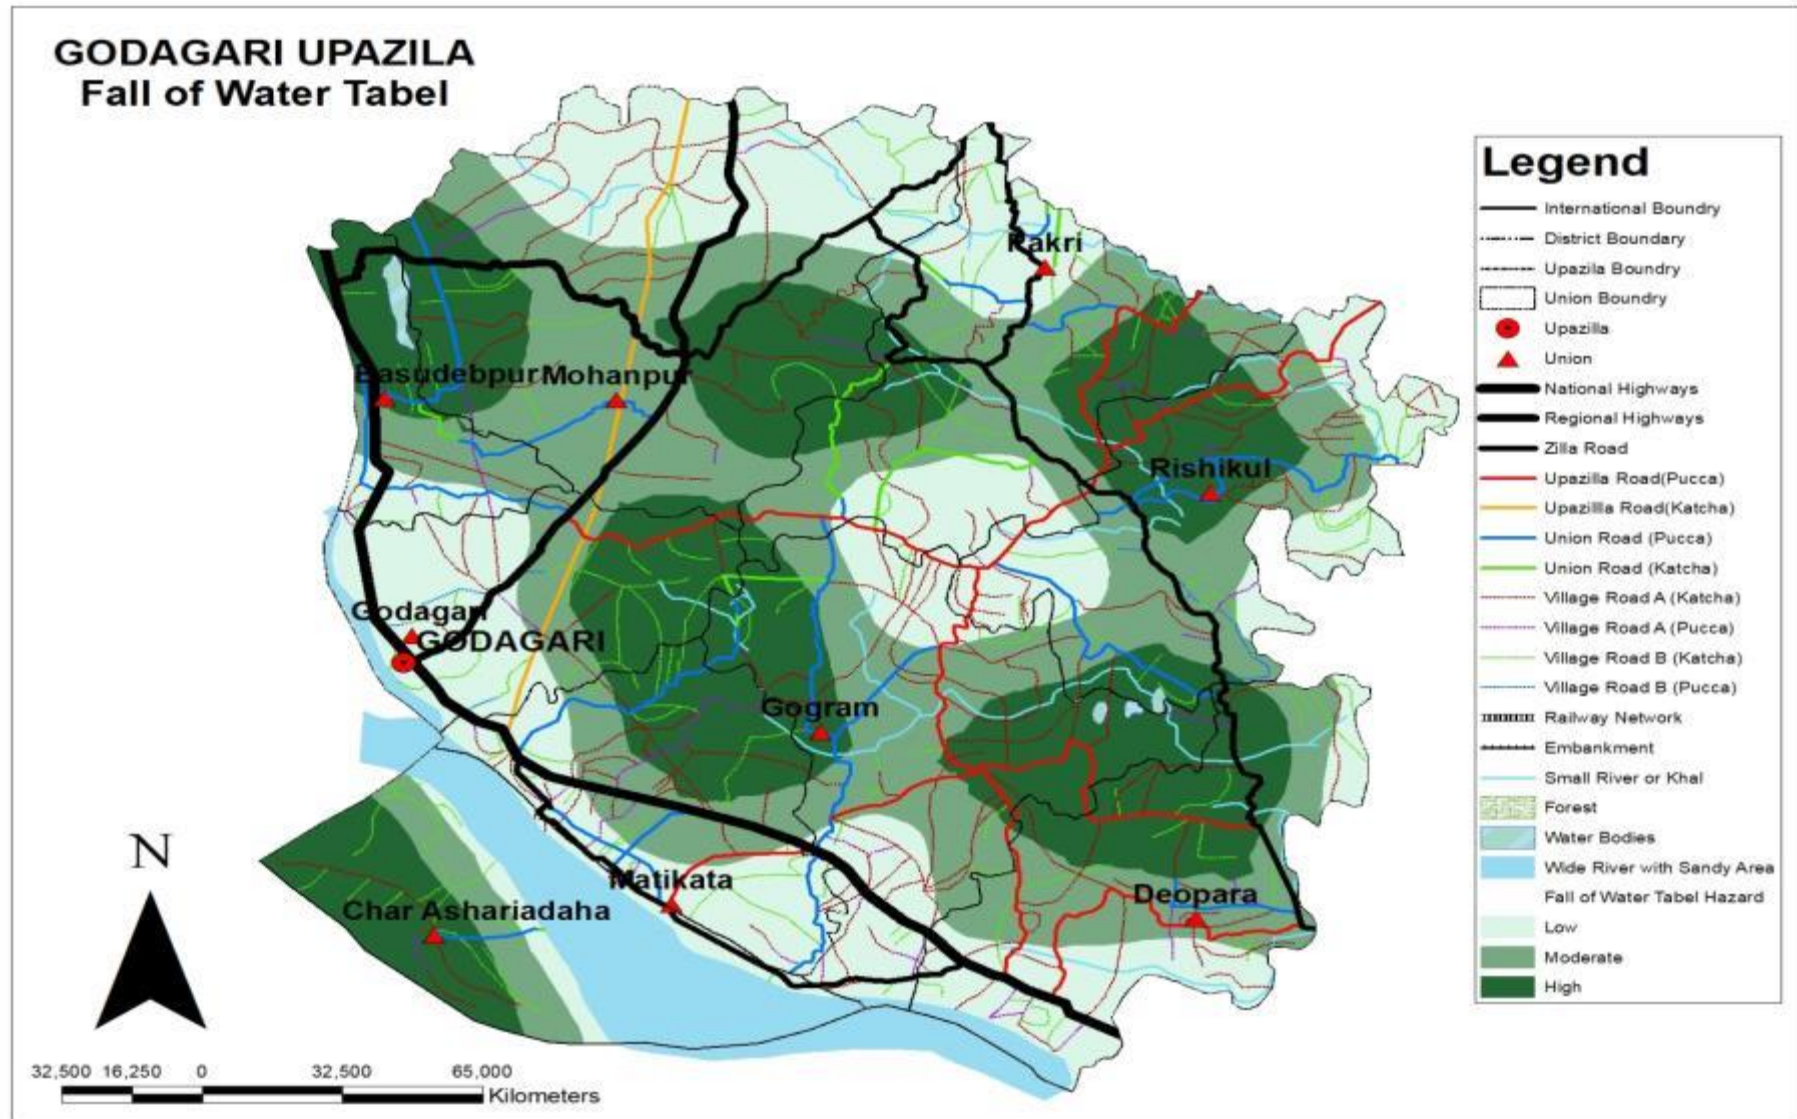 GODAGARI UPAZILA
Fall of Water Tabel
Pakri
Basudebpur
Mohanpur
Rishikul
Godagari
GODAGARI
Gogram
Matikata
Deopara
Char Ashariadaha
N
32,500 16,250 0 32,500 65,000
Kilometers
Legend
International Boundry
District Boundary
Upazila Boundry
Union Boundry
Upazilla
Union
National Highways
Regional Highways
Zilla Road
Upazilla Road(Pucca)
Upazillla Road(Katcha)
Union Road (Pucca)
Union Road (Katcha)
Village Road A (Katcha)
Village Road A (Pucca)
Village Road B (Katcha)
Village Road B (Pucca)
Railway Network
Embankment
Small River or Khal
Forest
Water Bodies
Wide River with Sandy Area
Fall of Water Tabel Hazard
Low
Moderate
High